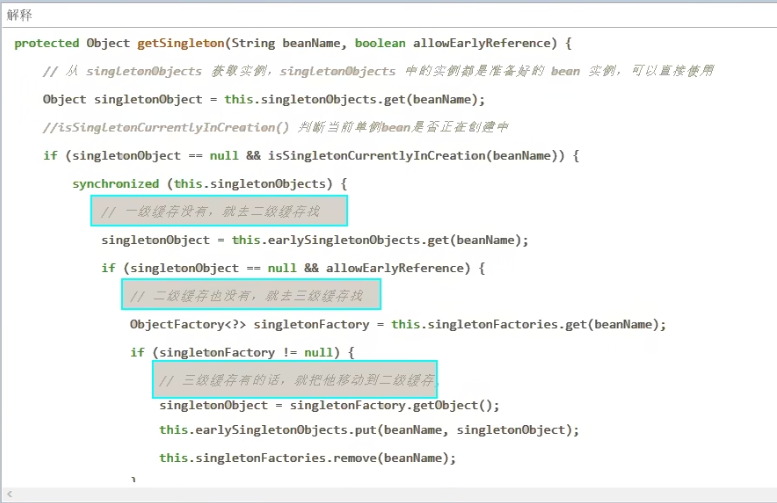 解释
protected Object getSingleton(String beanName, boolean allowEarlyReference) {
// 从 singletonObjects 获取实例，singletonObjects 中的实例都是准备好的 bean 实例，可以直接使用
Object singletonObject = this.singletonObjects.get(beanName);
//isSingletonCurrentlyInCreation() 判断当前单例bean是否正在创建中
if (singletonObject == null && isSingletonCurrentlyInCreation(beanName)) {
synchronized (this.singletonObjects) {
// 一级缓存没有，就去二级缓存找
singletonObject = this.earlySingletonObjects.get(beanName);
if (singletonObject == null && allowEarlyReference) {
// 二级缓存也没有，就去三级缓存找
ObjectFactory<?> singletonFactory = this.singletonFactories.get(beanName);
if (singletonFactory != null) {
// 三级缓存有的话，就把他移动到二级缓存,
singletonObject = singletonFactory.getObject();
this.earlySingletonObjects.put(beanName, singletonObject);
this.singletonFactories.remove(beanName);
}